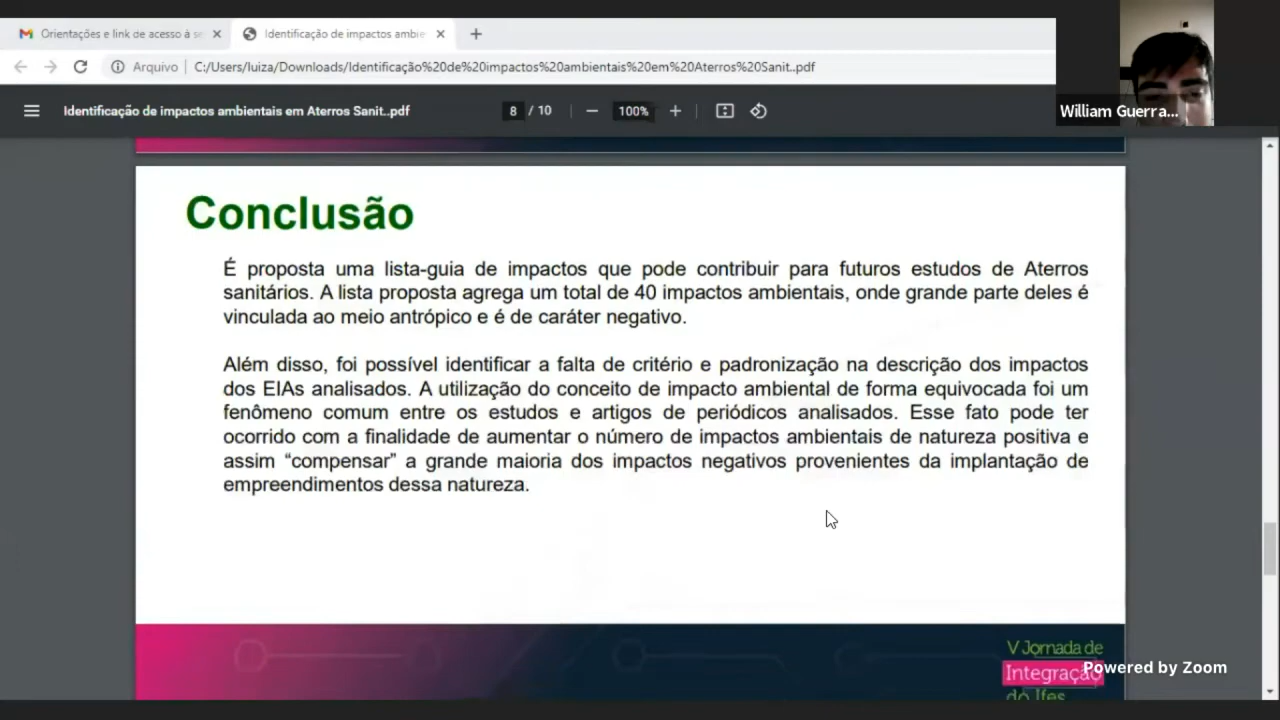 Orientações e link de acesso à se
Identificação de impactos ambie
Arquivo
C:/Users/luiza/Downloads/Identificação%20de%20impactos%20ambientais%20em%20Aterros%20Sanit..pdf
Identificação de impactos ambientais em Aterros Sanit..pdf
8 / 10
100%
William Guerra...
Conclusão
É proposta uma lista-guia de impactos que pode contribuir para futuros estudos de Aterros
sanitários. A lista proposta agrega um total de 40 impactos ambientais, onde grande parte deles é
vinculada ao meio antrópico e é de caráter negativo.
Além disso, foi possível identificar a falta de critério e padronização na descrição dos impactos
dos EIAs analisados. A utilização do conceito de impacto ambiental de forma equivocada foi um
fenômeno comum entre os estudos e artigos de periódicos analisados. Esse fato pode ter
ocorrido com a finalidade de aumentar o número de impactos ambientais de natureza positiva e
assim “compensar” a grande maioria dos impactos negativos provenientes da implantação de
empreendimentos dessa natureza.
V Jornada de
Integração
do Ifes
Powered by Zoom